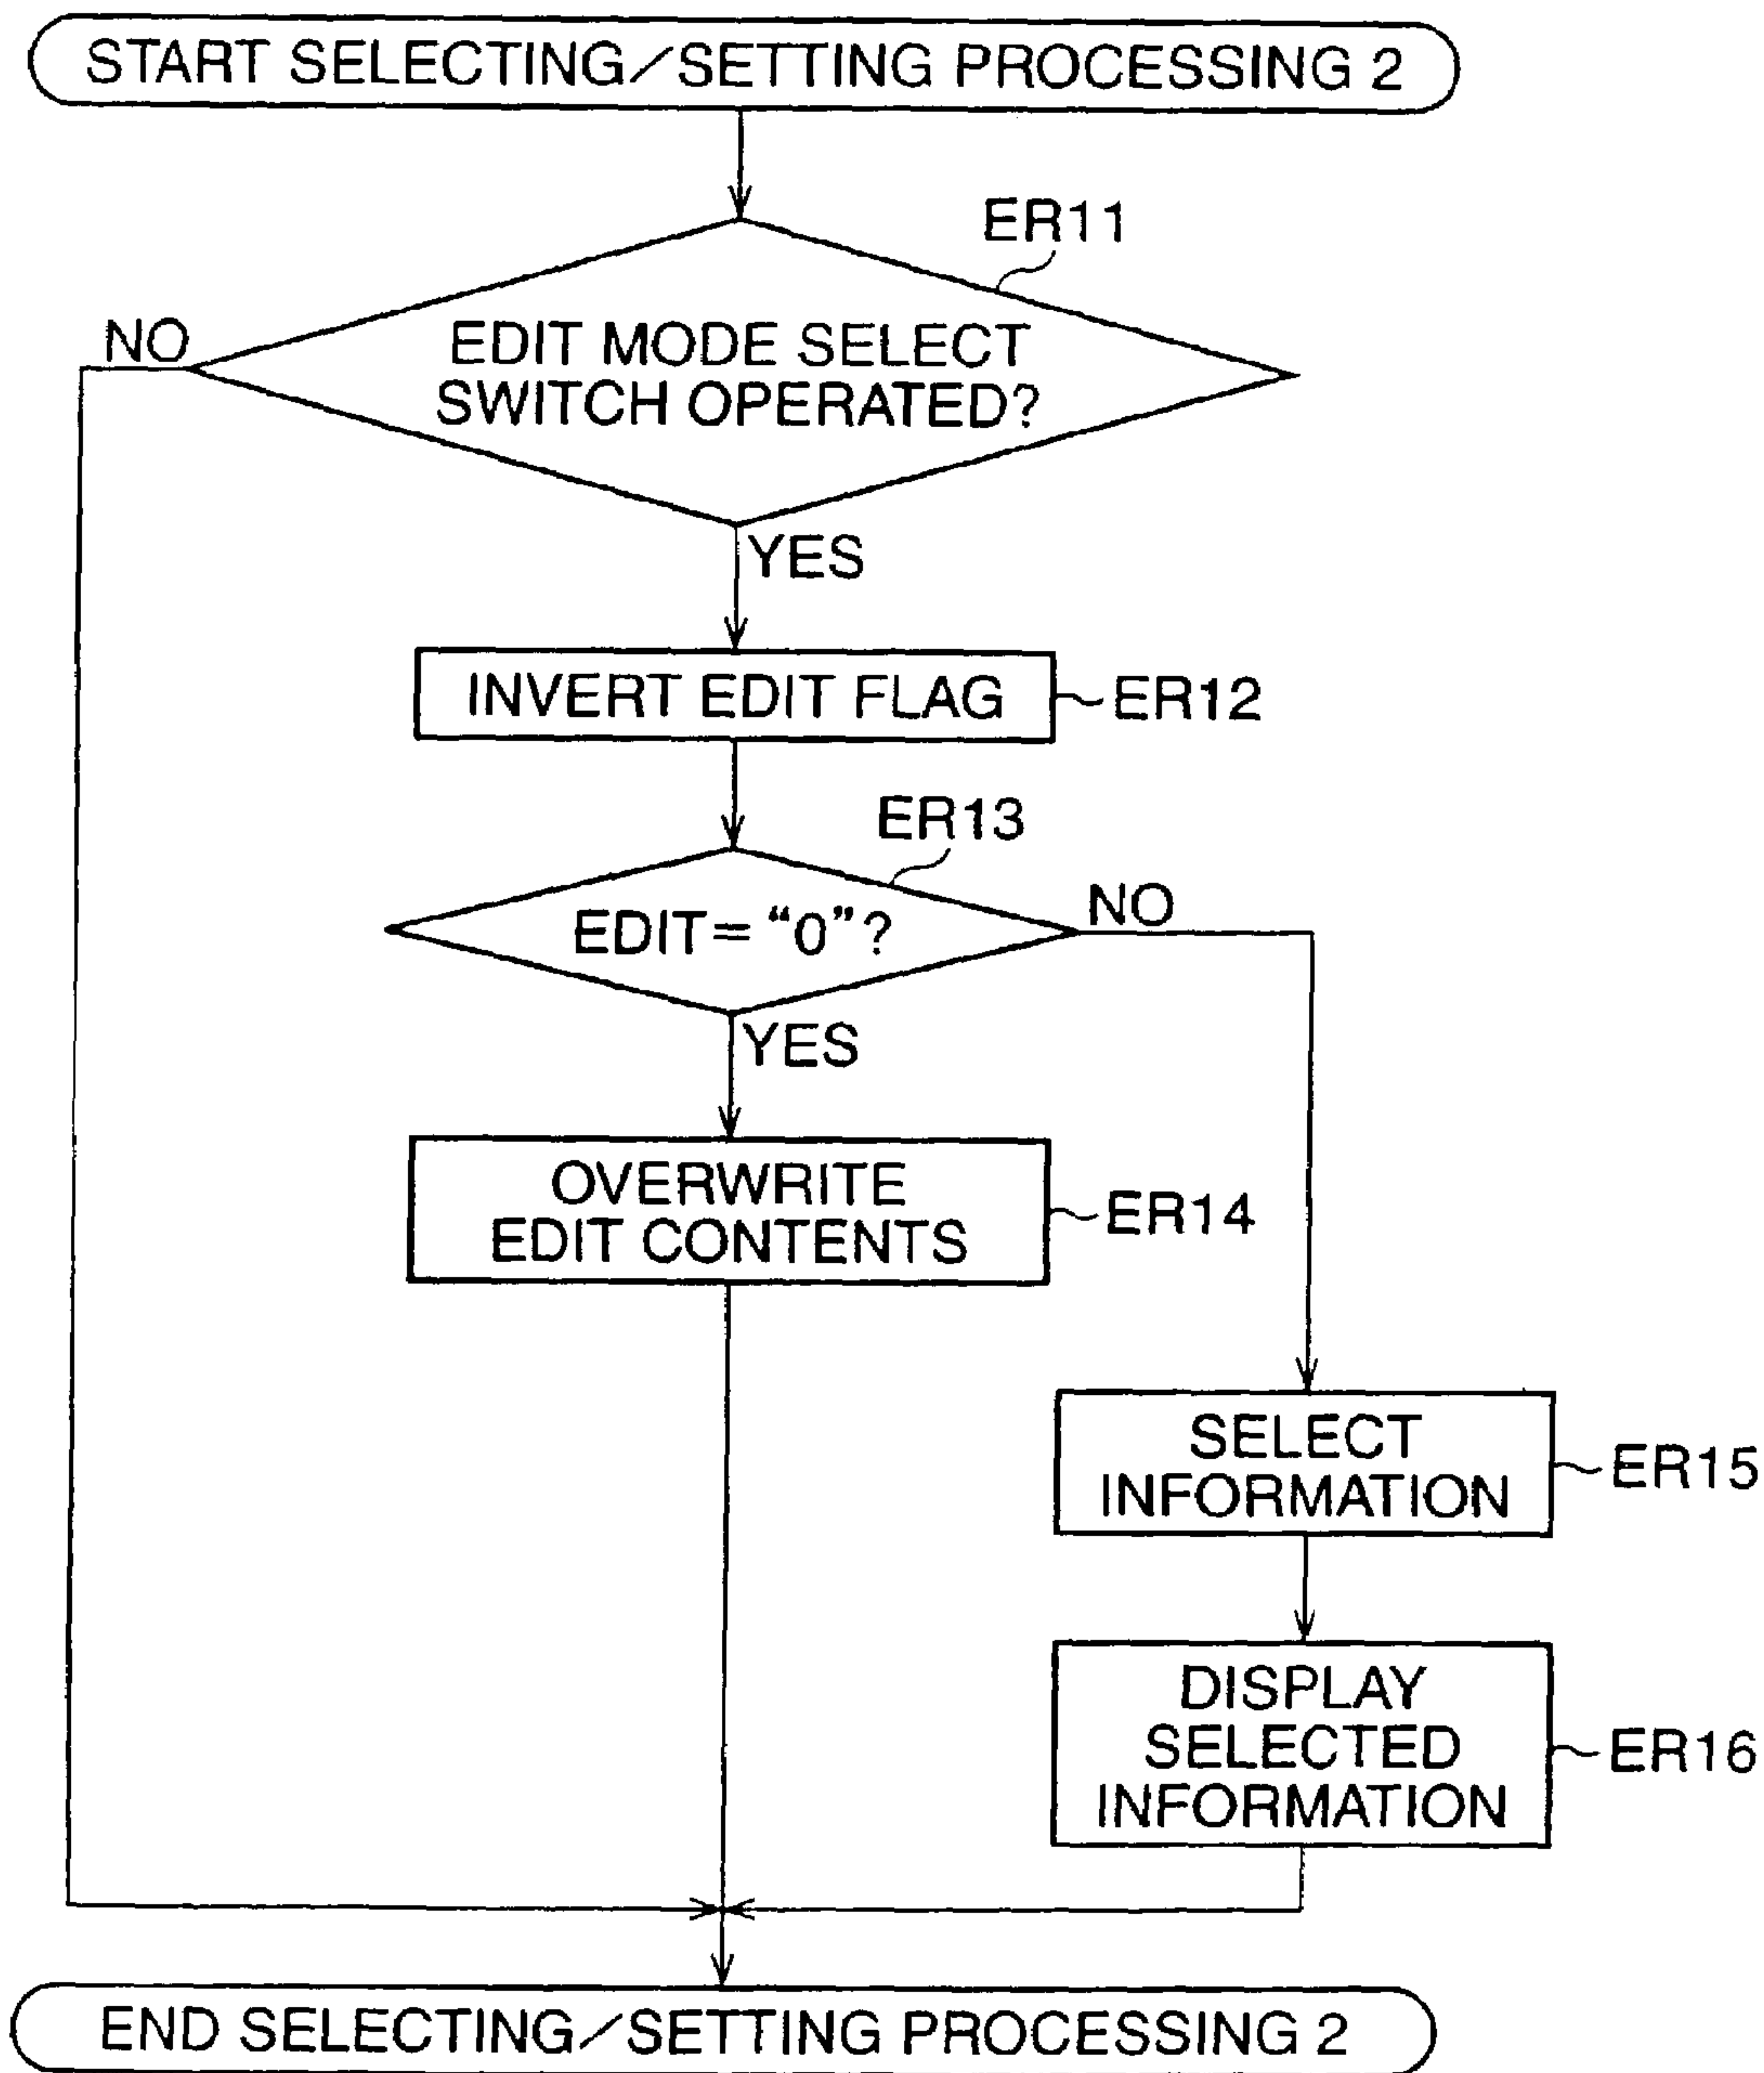 START SELECTING/SETTING PROCESSING 2
ER11
NO
EDIT MODE SELECT
SWITCH OPERATED?
YES
INVERT EDIT FLAG
ER12
ER13
EDIT="0"?
NO
YES
OVERWRITE
EDIT CONTENTS
ER14
SELECT
INFORMATION
ER15
DISPLAY
SELECTED
INFORMATION
ER16
END SELECTING/SETTING PROCESSING 2